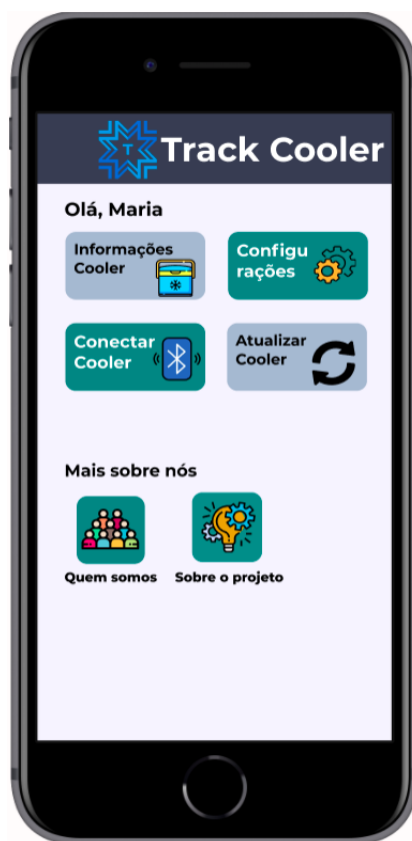 T
Track Cooler
Olá, Maria
Informações
Cooler
Configu
rações
Conectar
Cooler
Atualizar
Cooler
Mais sobre nós
Quem somos
Sobre o projeto